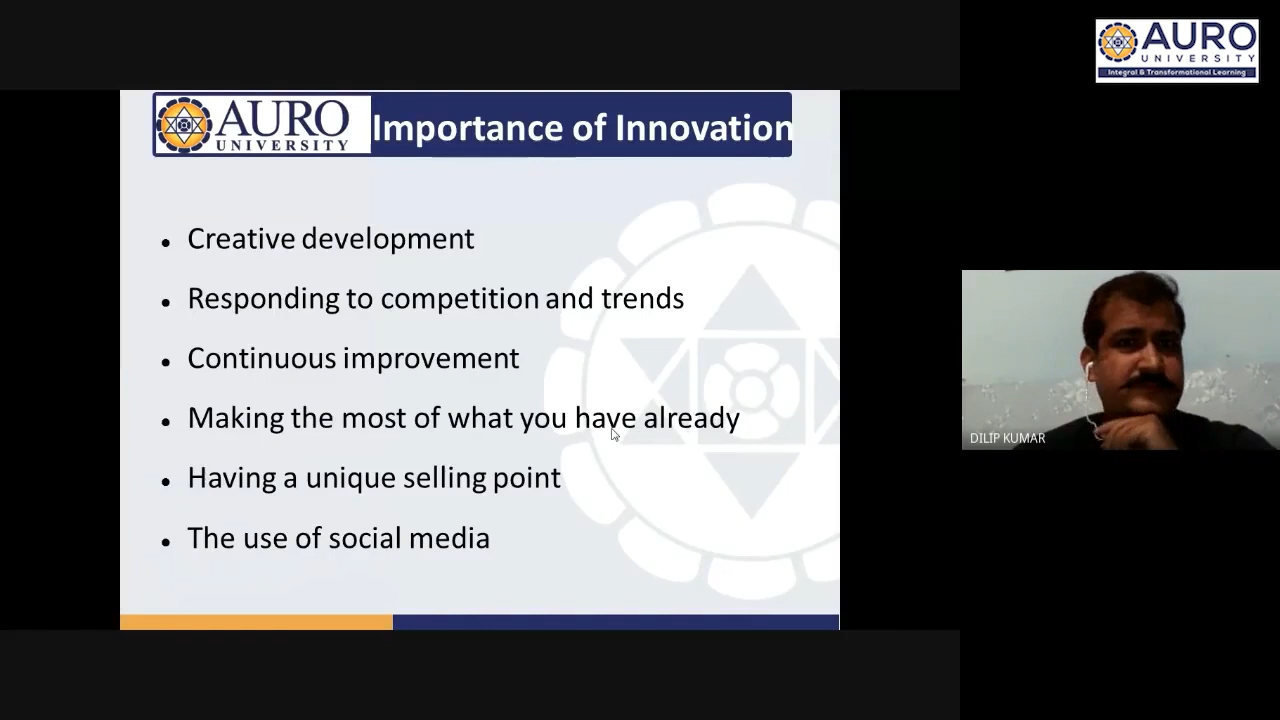 AURO
UNIVERSITY
Integral & Transformational Learning
AURO
UNIVERSITY
Importance of Innovation
• Creative development
• Responding to competition and trends
• Continuous improvement
• Making the most of what you have already
• Having a unique selling point
• The use of social media
DILIP KUMAR